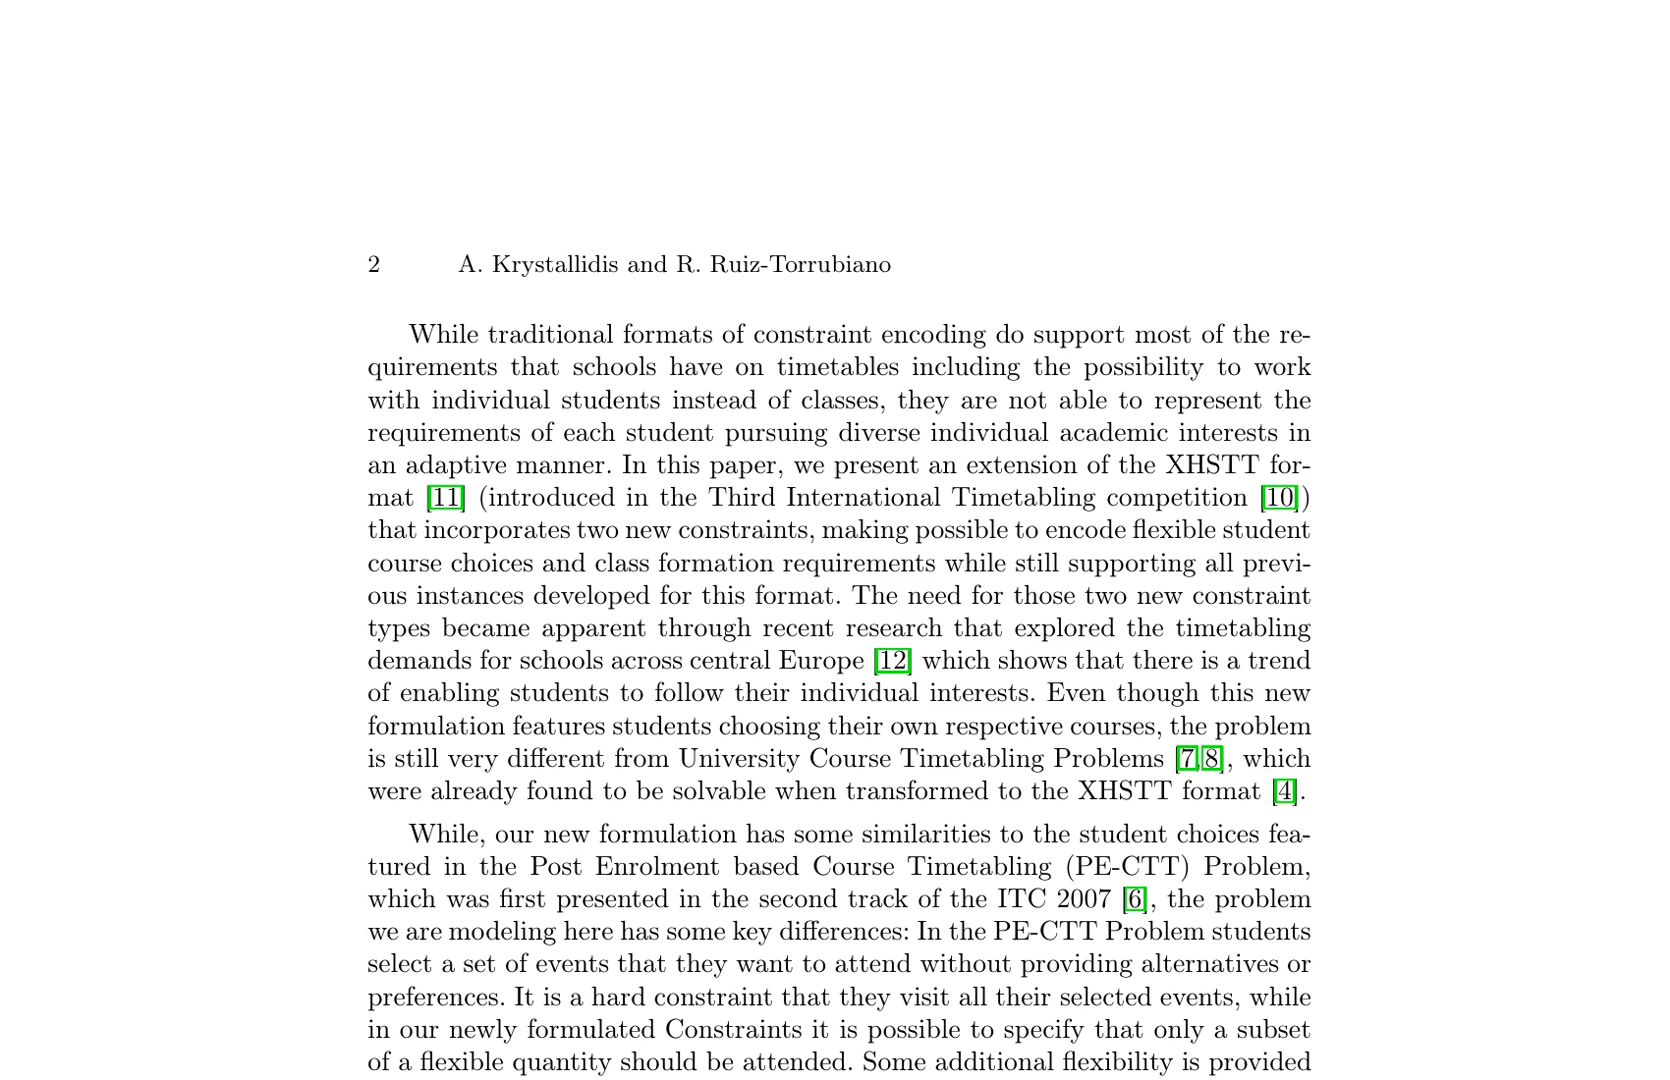 2 A. Krystallidis and R. Ruiz-Torrubiano
While traditional formats of constraint encoding do support most of the re-
quirements that schools have on timetables including the possibility to work
with individual students instead of classes, they are not able to represent the
requirements of each student pursuing diverse individual academic interests in
an adaptive manner. In this paper, we present an extension of the XHSTT for-
mat [11] (introduced in the Third International Timetabling competition [10])
that incorporates two new constraints, making possible to encode flexible student
course choices and class formation requirements while still supporting all previ-
ous instances developed for this format. The need for those two new constraint
types became apparent through recent research that explored the timetabling
demands for schools across central Europe [12] which shows that there is a trend
of enabling students to follow their individual interests. Even though this new
formulation features students choosing their own respective courses, the problem
is still very different from University Course Timetabling Problems [7,8], which
were already found to be solvable when transformed to the XHSTT format [4].
While, our new formulation has some similarities to the student choices fea-
tured in the Post Enrolment based Course Timetabling (PE-CTT) Problem,
which was first presented in the second track of the ITC 2007 [6], the problem
we are modeling here has some key differences: In the PE-CTT Problem students
select a set of events that they want to attend without providing alternatives or
preferences. It is a hard constraint that they visit all their selected events, while
in our newly formulated Constraints it is possible to specify that only a subset
of a flexible quantity should be attended. Some additional flexibility is provided